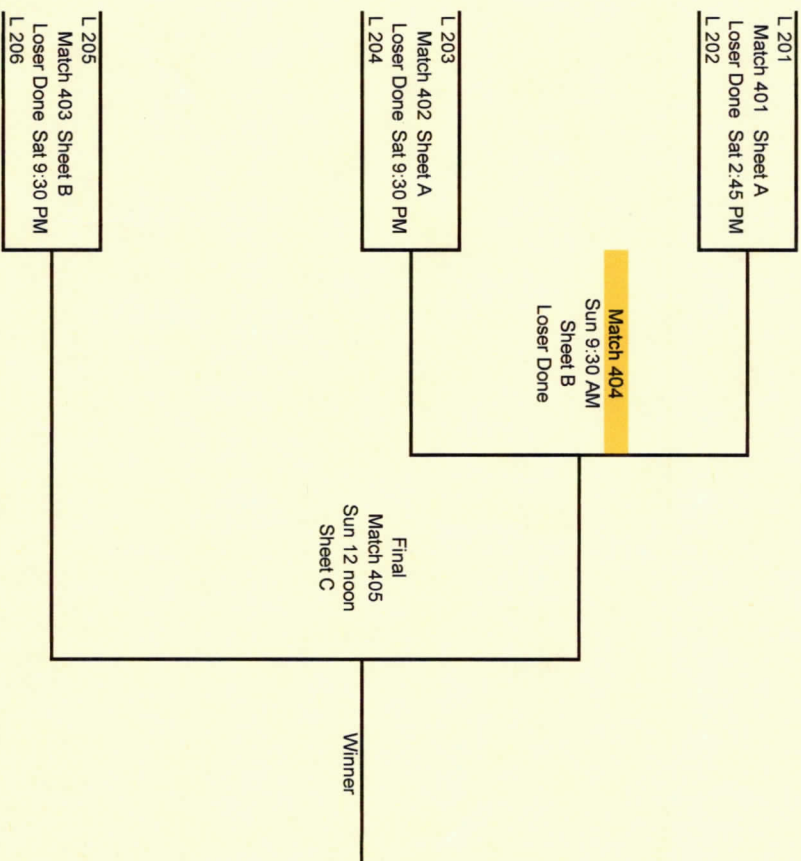 L 201
Match 401 Sheet A
Loser Done Sat 2:45 PM
L 202
L 203
Match 402 Sheet A
Loser Done Sat 9:30 PM
L 204
L 205
Match 403 Sheet B
Loser Done Sat 9:30 PM
L 206
Match 404
Sun 9:30 AM
Sheet B
Loser Done
Final
Match 405
Sun 12 noon
Sheet C
Winner